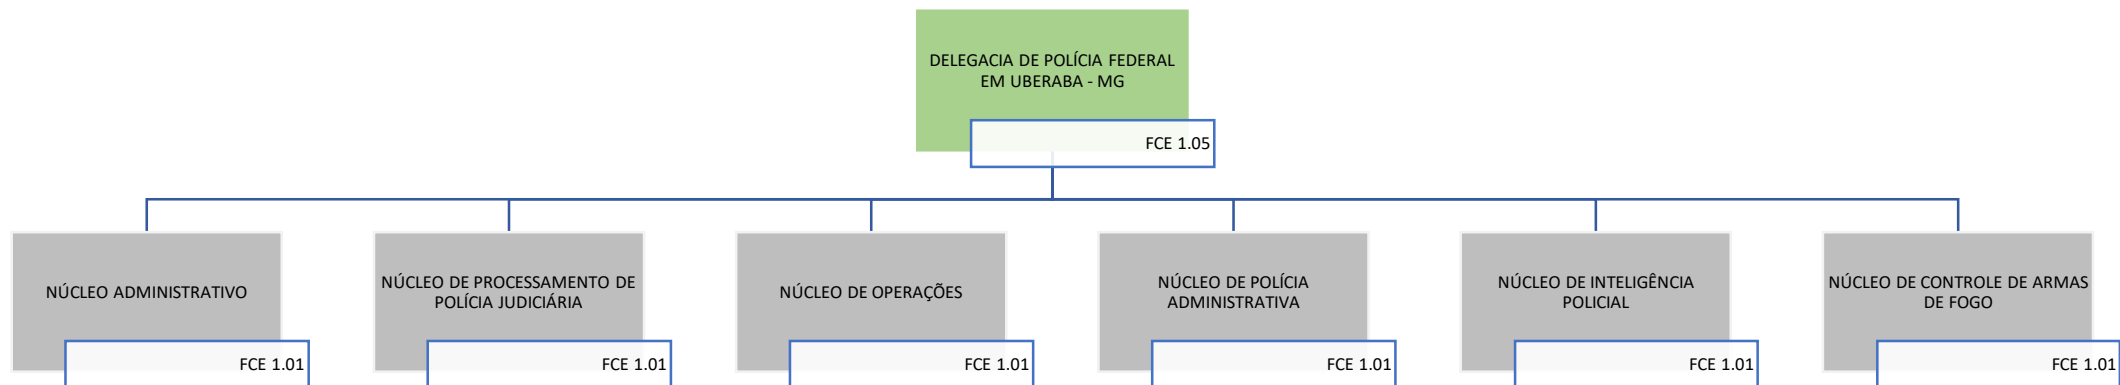 DELEGACIA DE POLÍCIA FEDERAL
EM UBERABA - MG
FCE 1.05
NÚCLEO ADMINISTRATIVO
FCE 1.01
NÚCLEO DE PROCESSAMENTO DE
POLÍCIA JUDICIÁRIA
FCE 1.01
NÚCLEO DE OPERAÇÕES
FCE 1.01
NÚCLEO DE POLÍCIA
ADMINISTRATIVA
FCE 1.01
NÚCLEO DE INTELIGÊNCIA
POLICIAL
FCE 1.01
NÚCLEO DE CONTROLE DE ARMAS
DE FOGO
FCE 1.01